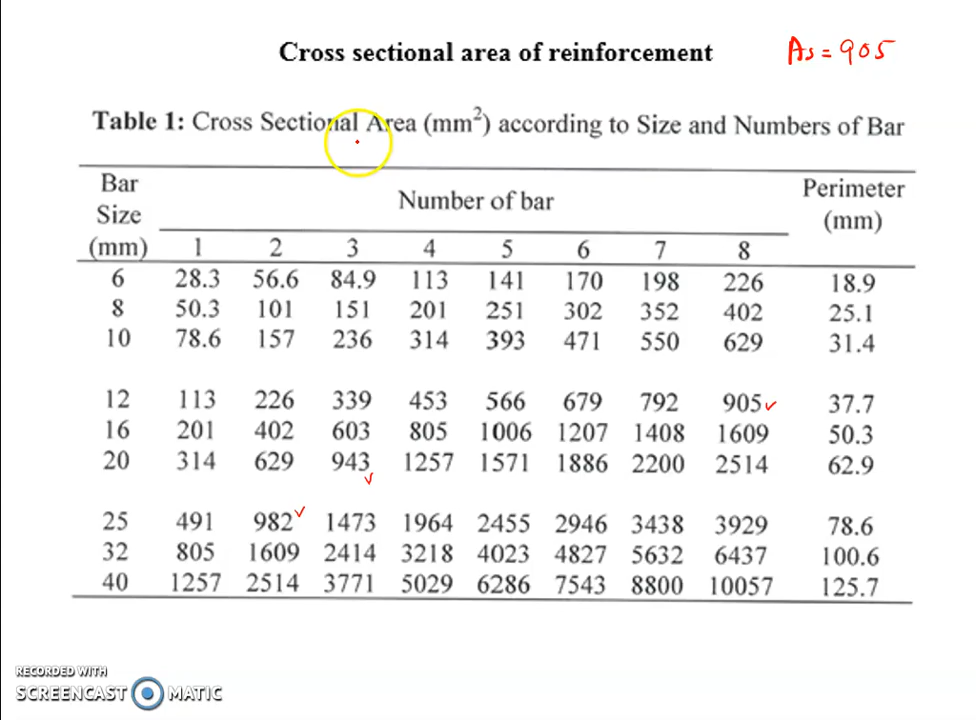 Cross sectional area of reinforcement
As = 905
Table 1: Cross Sectional Area (mm²) according to Size and Numbers of Bar
Bar Size (mm) Number of bar Perimeter (mm)
1 2 3 4 5 6 7 8
6 28.3 56.6 84.9 113 141 170 198 226 18.9
8 50.3 101 151 201 251 302 352 402 25.1
10 78.6 157 236 314 393 471 550 629 31.4
12 113 226 339 453 566 679 792 905 ✓ 37.7
16 201 402 603 805 1006 1207 1408 1609 50.3
20 314 629 943 ✓ 1257 1571 1886 2200 2514 62.9
25 491 982 ✓ 1473 1964 2455 2946 3438 3929 78.6
32 805 1609 2414 3218 4023 4827 5632 6437 100.6
40 1257 2514 3771 5029 6286 7543 8800 10057 125.7
RECORDED WITH
SCREENCAST MATIC